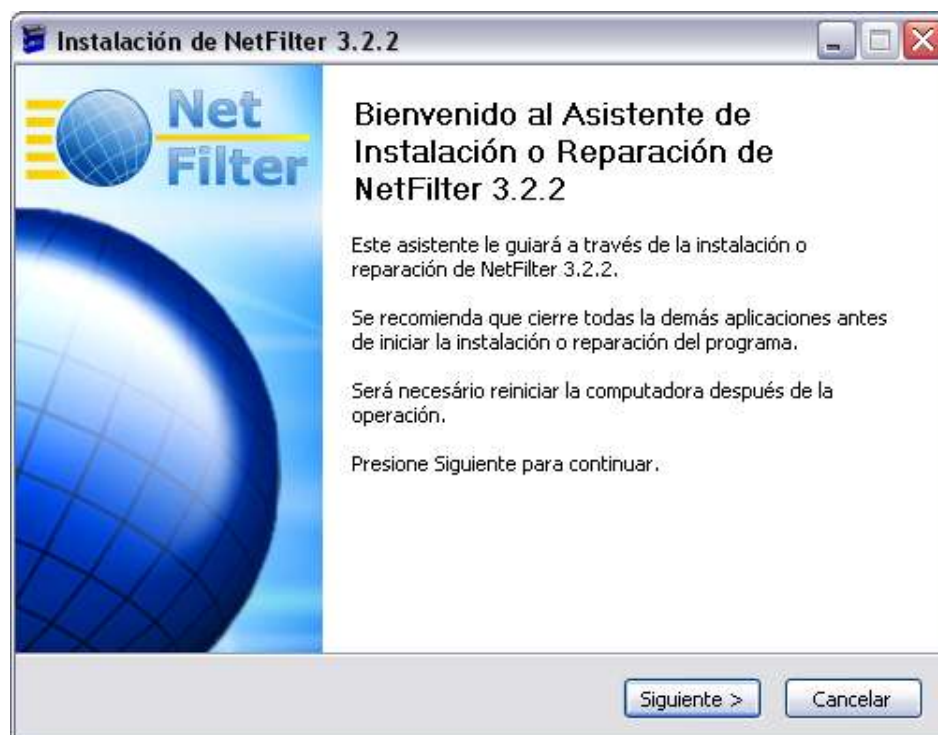 Instalación de NetFilter 3.2.2
Net
Filter
Bienvenido al Asistente de
Instalación o Reparación de
NetFilter 3.2.2
Este asistente le guiará a través de la instalación o
reparación de NetFilter 3.2.2.
Se recomienda que cierre todas la demás aplicaciones antes
de iniciar la instalación o reparación del programa.
Será necesário reiniciar la computadora después de la
operación.
Presione Siguiente para continuar.
Siguiente >
Cancelar